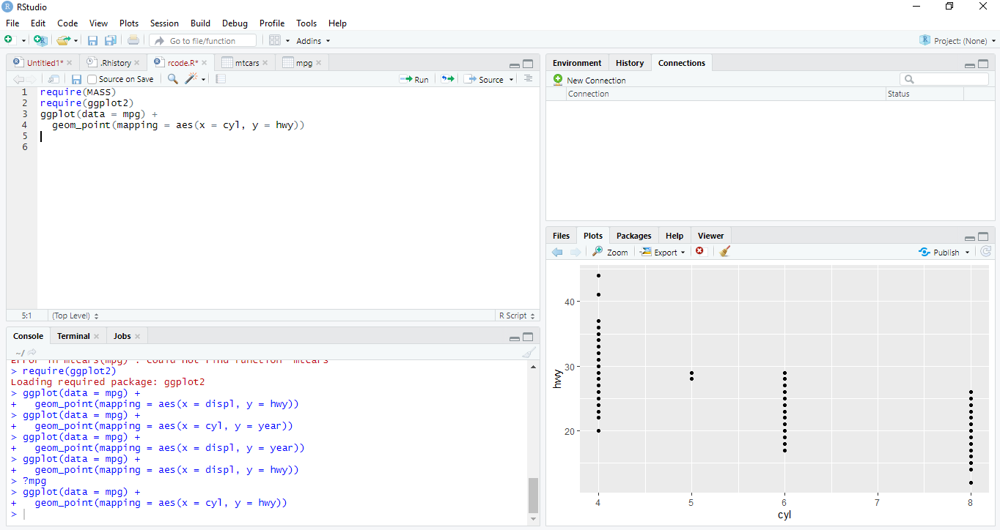 RStudio
File Edit Code View Plots Session Build Debug Profile Tools Help
Go to file/function Addins Project: (None)
Untitled1* .Rhistory rcode.R* mtcars mpg
Source on Save Run Source
1 require(MASS)
2 require(ggplot2)
3 ggplot(data = mpg) +
4 geom_point(mapping = aes(x = cyl, y = hwy))
5
6
5:1 (Top Level) R Script
Console Terminal Jobs
~/
Error in mtcars(mpg) : could not find function "mtcars"
> require(ggplot2)
Loading required package: ggplot2
> ggplot(data = mpg) +
+ geom_point(mapping = aes(x = displ, y = hwy))
> ggplot(data = mpg) +
+ geom_point(mapping = aes(x = cyl, y = year))
> ggplot(data = mpg) +
+ geom_point(mapping = aes(x = displ, y = year))
> ggplot(data = mpg) +
+ geom_point(mapping = aes(x = displ, y = hwy))
> ?mpg
> ggplot(data = mpg) +
+ geom_point(mapping = aes(x = cyl, y = hwy))
>
Environment History Connections
New Connection
Connection Status
Files Plots Packages Help Viewer
Zoom Export Publish
40
30
20
hwy
4 5 6 7 8
cyl